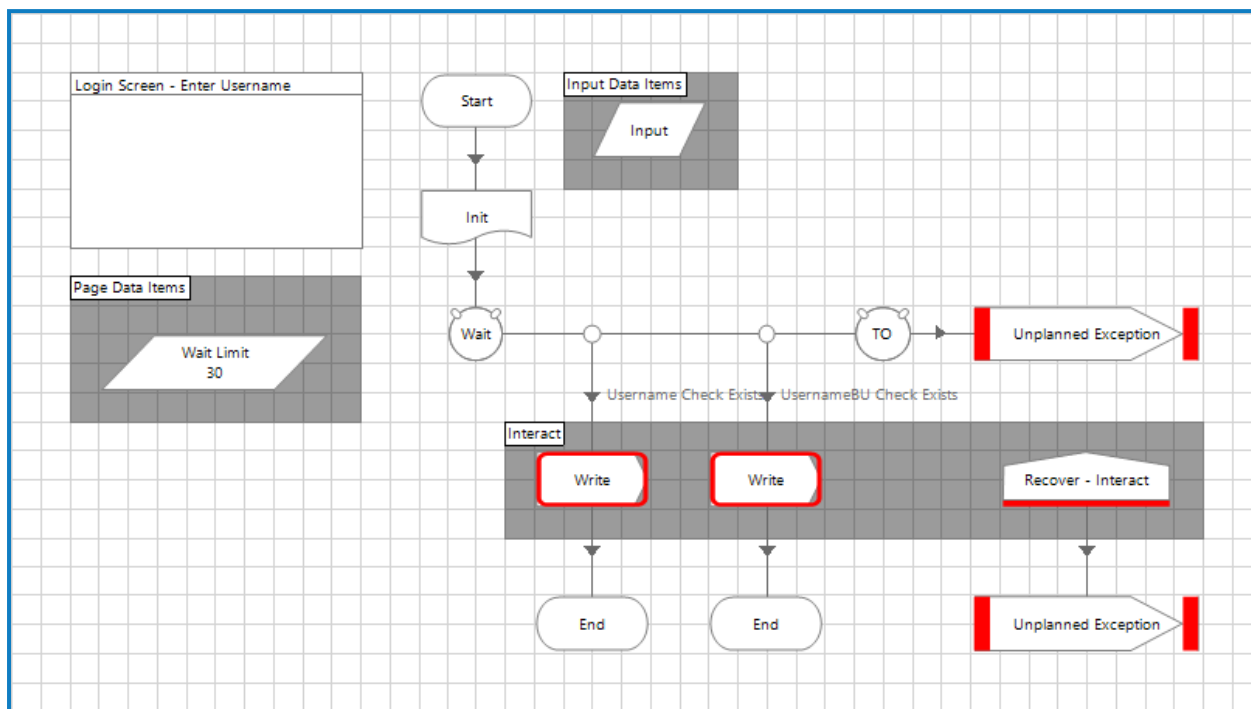 Login Screen - Enter Username
Start
Input Data Items
Input
Init
Page Data Items
Wait Limit
30
Wait
TO
Unplanned Exception
Username Check Exists
UsernameBU Check Exists
Interact
Write
Write
Recover - Interact
End
End
Unplanned Exception